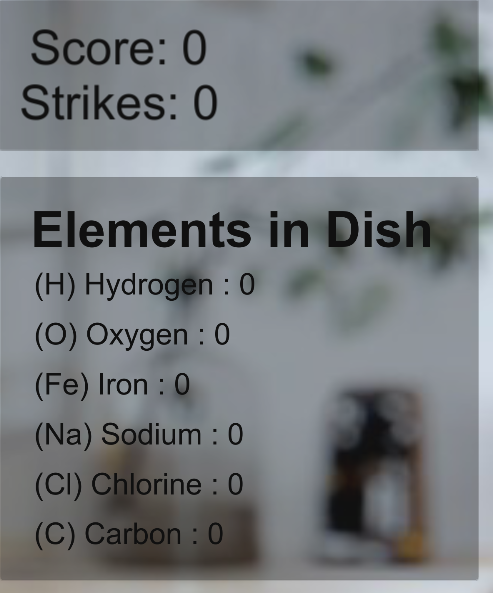 Score: 0
Strikes: 0
Elements in Dish
(H) Hydrogen : 0
(O) Oxygen : 0
(Fe) Iron : 0
(Na) Sodium : 0
(Cl) Chlorine : 0
(C) Carbon : 0